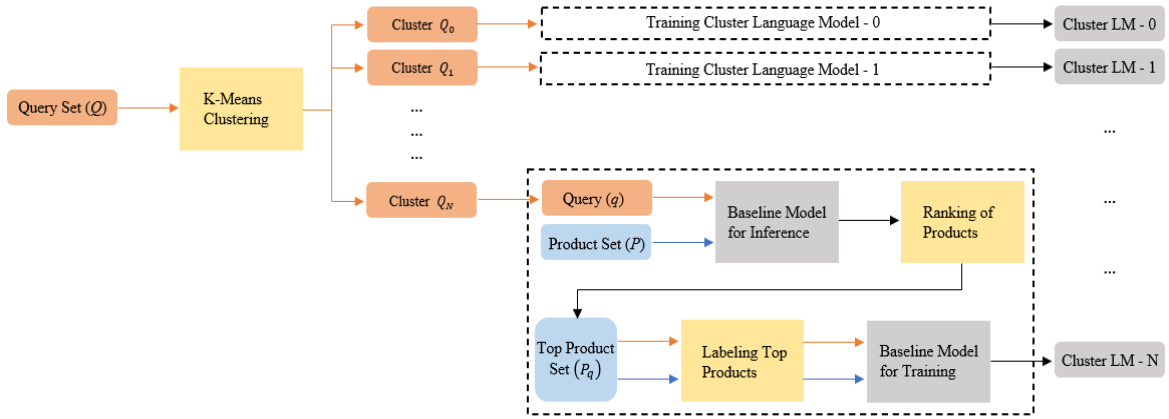 Cluster Q₀
Training Cluster Language Model - 0
Cluster LM - 0
Cluster Q₁
Training Cluster Language Model - 1
Cluster LM - 1
Query Set (Q)
K-Means
Clustering
...
...
...
...
Cluster Q_N
Query (q)
Product Set (P)
Baseline Model
for Inference
Ranking of
Products
...
...
Top Product
Set (P_q)
Labeling Top
Products
Baseline Model
for Training
Cluster LM - N